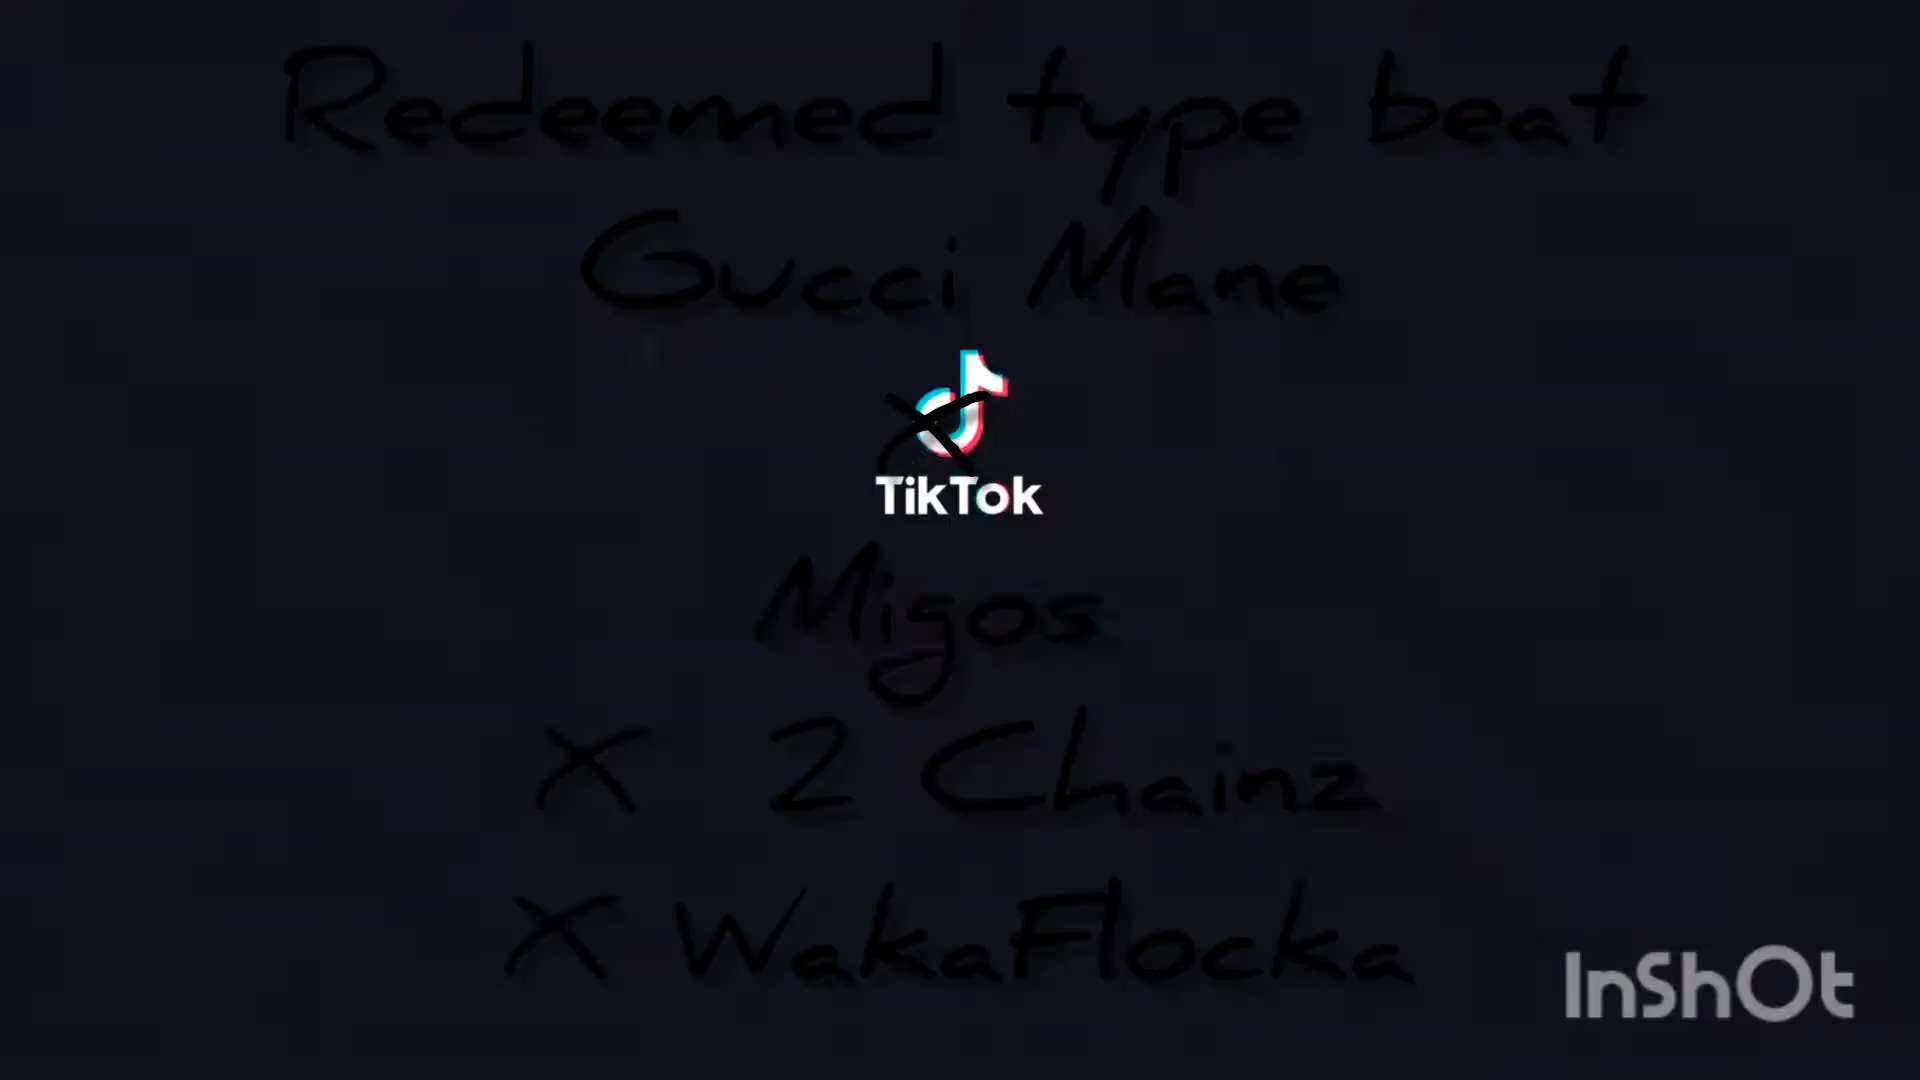 Redeemed type beat
Gucci Mane
X
TikTok
Migos
X 2 Chainz
X WakaFlocka
InShOt